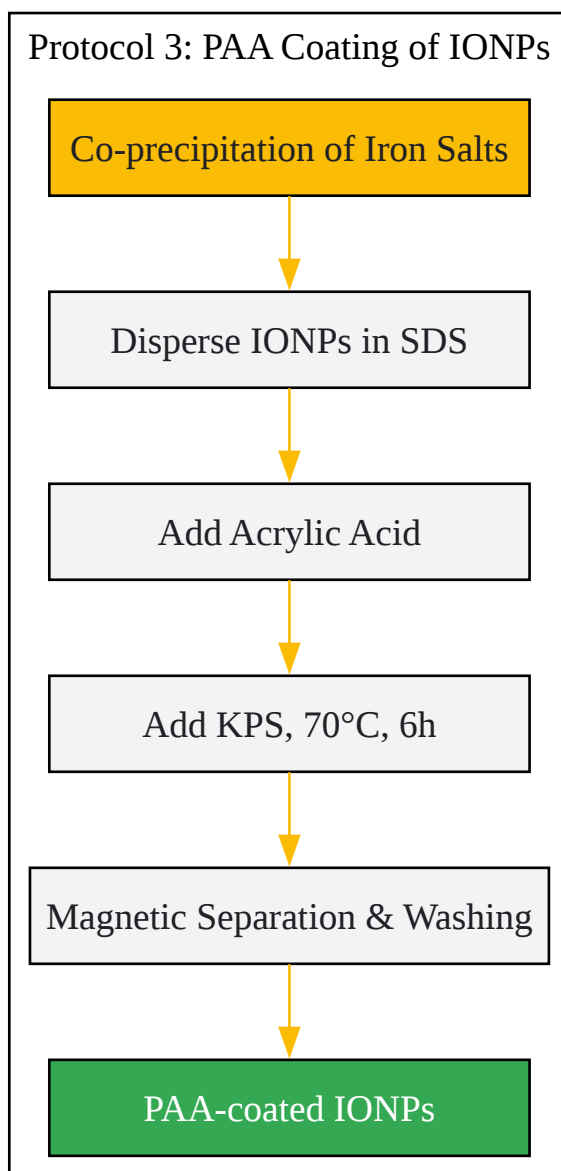 Protocol 3: PAA Coating of IONPs
Co-precipitation of Iron Salts
Disperse IONPs in SDS
Add Acrylic Acid
Add KPS, 70°C, 6h
Magnetic Separation & Washing
PAA-coated IONPs